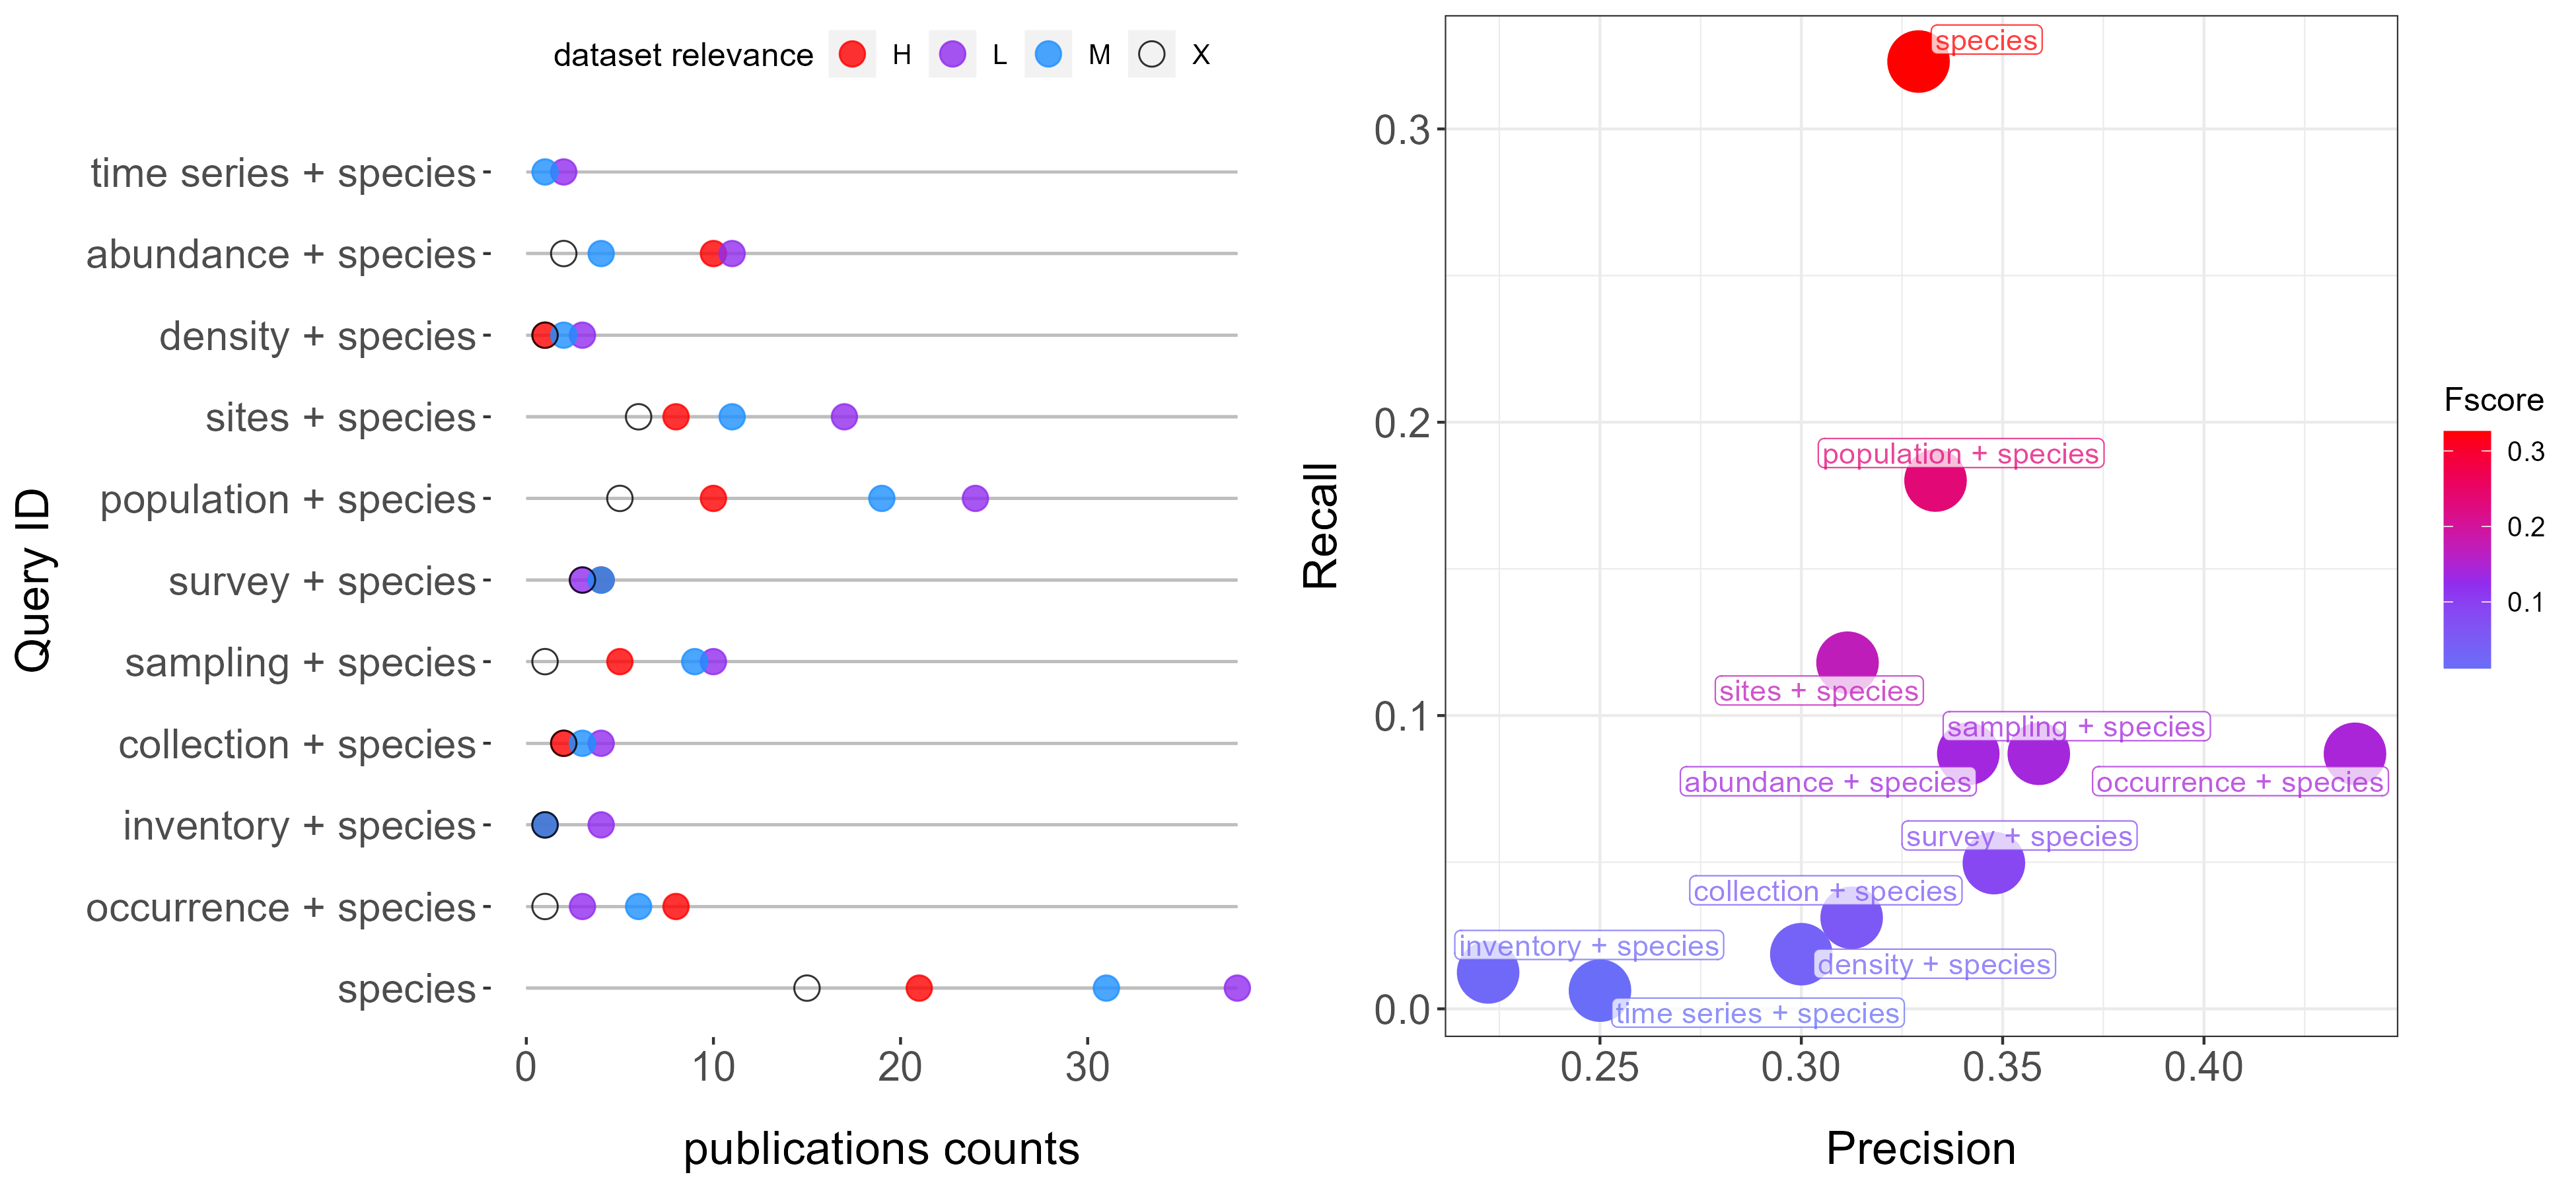 dataset relevance H L M X
Query ID
time series + species
abundance + species
density + species
sites + species
population + species
survey + species
sampling + species
collection + species
inventory + species
occurrence + species
species
0 10 20 30
publications counts
Recall
0.3
0.2
0.1
0.0
species
population + species
sites + species
sampling + species
abundance + species
occurrence + species
survey + species
collection + species
inventory + species
density + species
time series + species
0.25 0.30 0.35 0.40
Precision
Fscore
0.3
0.2
0.1